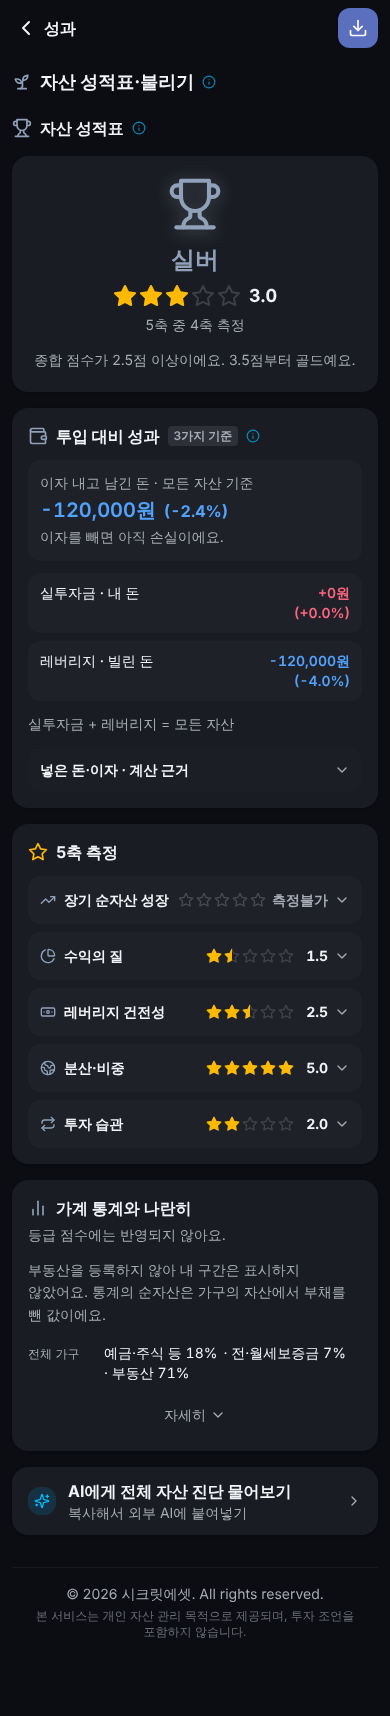 성과
자산 성적표·불리기
자산 성적표
실버
3.0
5축 중 4축 측정
종합 점수가 2.5점 이상이에요. 3.5점부터 골드예요.
투입 대비 성과 3가지 기준
이자 내고 남긴 돈 · 모든 자산 기준
-120,000원 (-2.4%)
이자를 빼면 아직 손실이에요.
실투자금 · 내 돈 +0원
(+0.0%)
레버리지 · 빌린 돈 -120,000원
(-4.0%)
실투자금 + 레버리지 = 모든 자산
넣은 돈·이자 · 계산 근거
5축 측정
장기 순자산 성장 측정불가
수익의 질 1.5
레버리지 건전성 2.5
분산·비중 5.0
투자 습관 2.0
가계 통계와 나란히
등급 점수에는 반영되지 않아요.
부동산을 등록하지 않아 내 구간은 표시하지
않았어요. 통계의 순자산은 가구의 자산에서 부채를
뺀 값이에요.
전체 가구 예금·주식 등 18% · 전·월세보증금 7%
· 부동산 71%
자세히
AI에게 전체 자산 진단 물어보기
복사해서 외부 AI에 붙여넣기
© 2026 시크릿에셋. All rights reserved.
본 서비스는 개인 자산 관리 목적으로 제공되며, 투자 조언을
포함하지 않습니다.